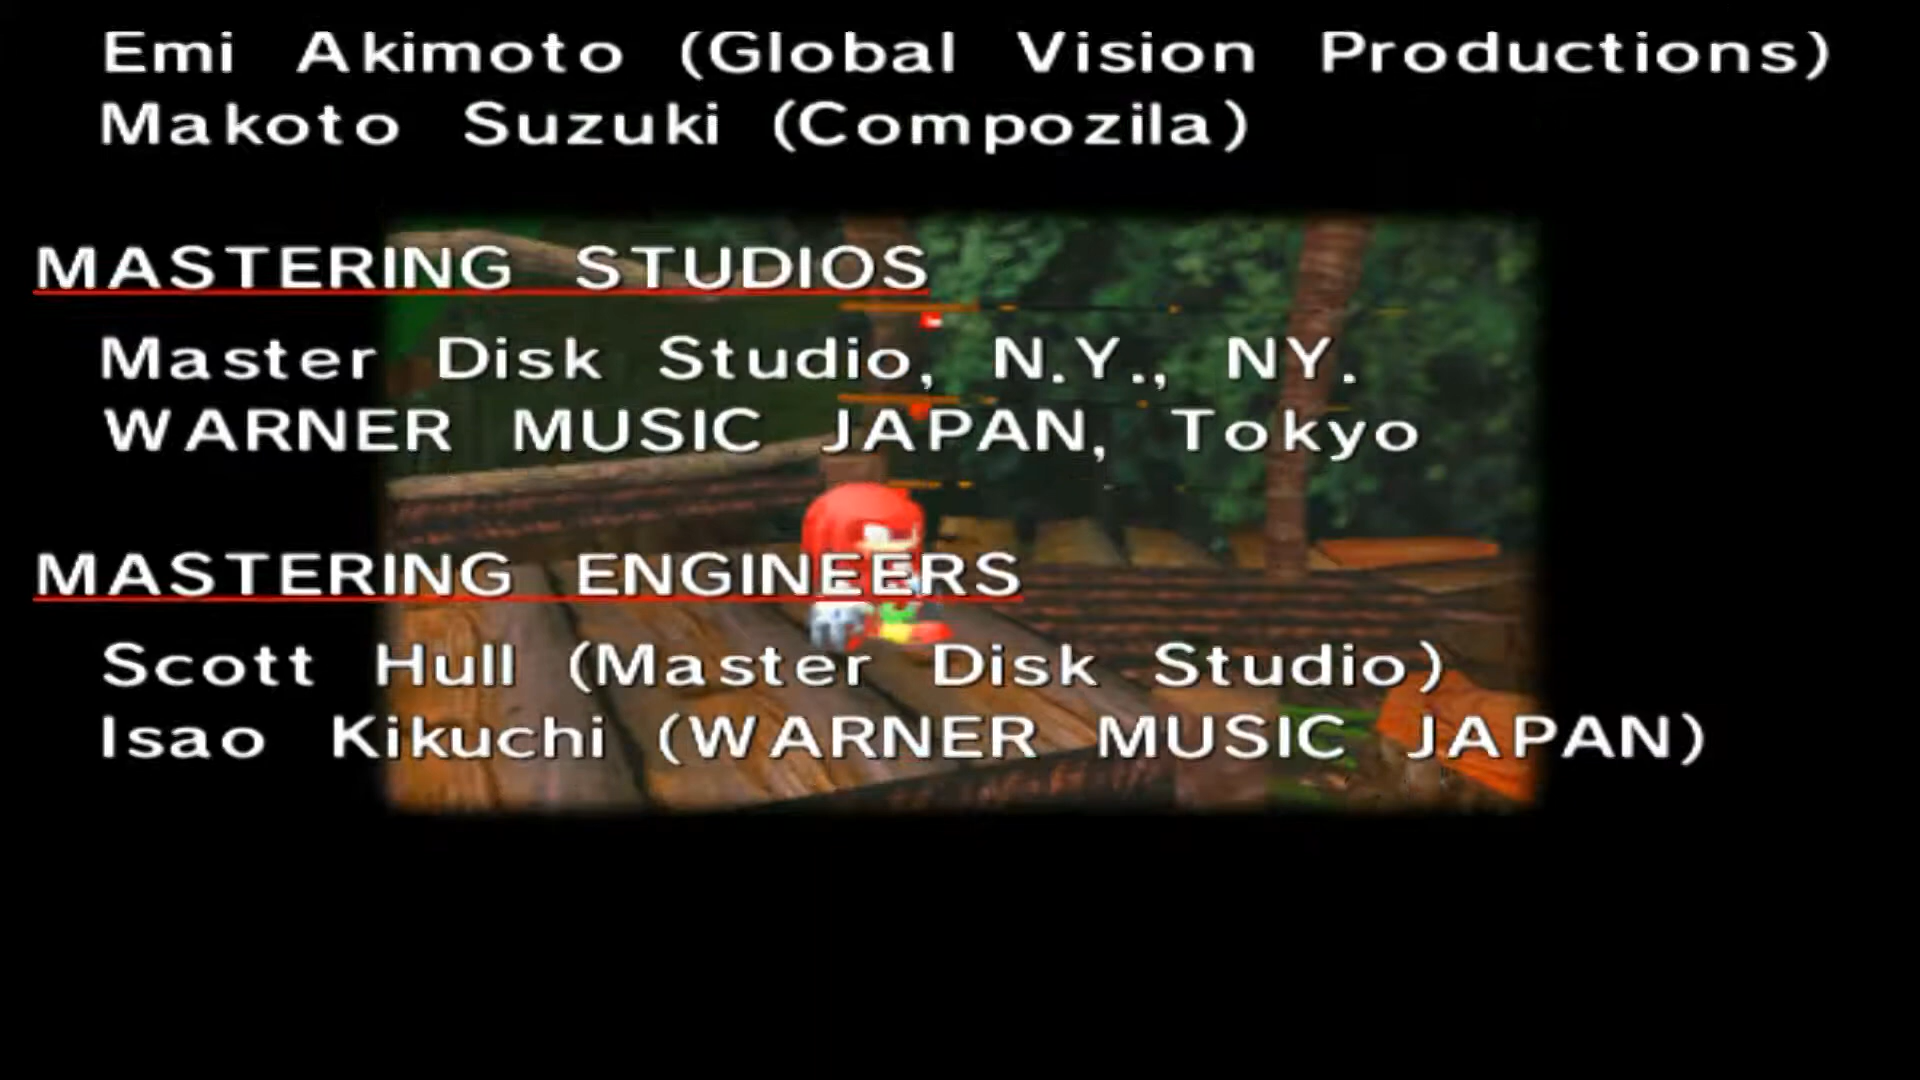 Emi Akimoto (Global Vision Productions)
Makoto Suzuki (Compozila)
MASTERING STUDIOS
Master Disk Studio, N.Y., NY.
WARNER MUSIC JAPAN, Tokyo
MASTERING ENGINEERS
Scott Hull (Master Disk Studio)
Isao Kikuchi (WARNER MUSIC JAPAN)